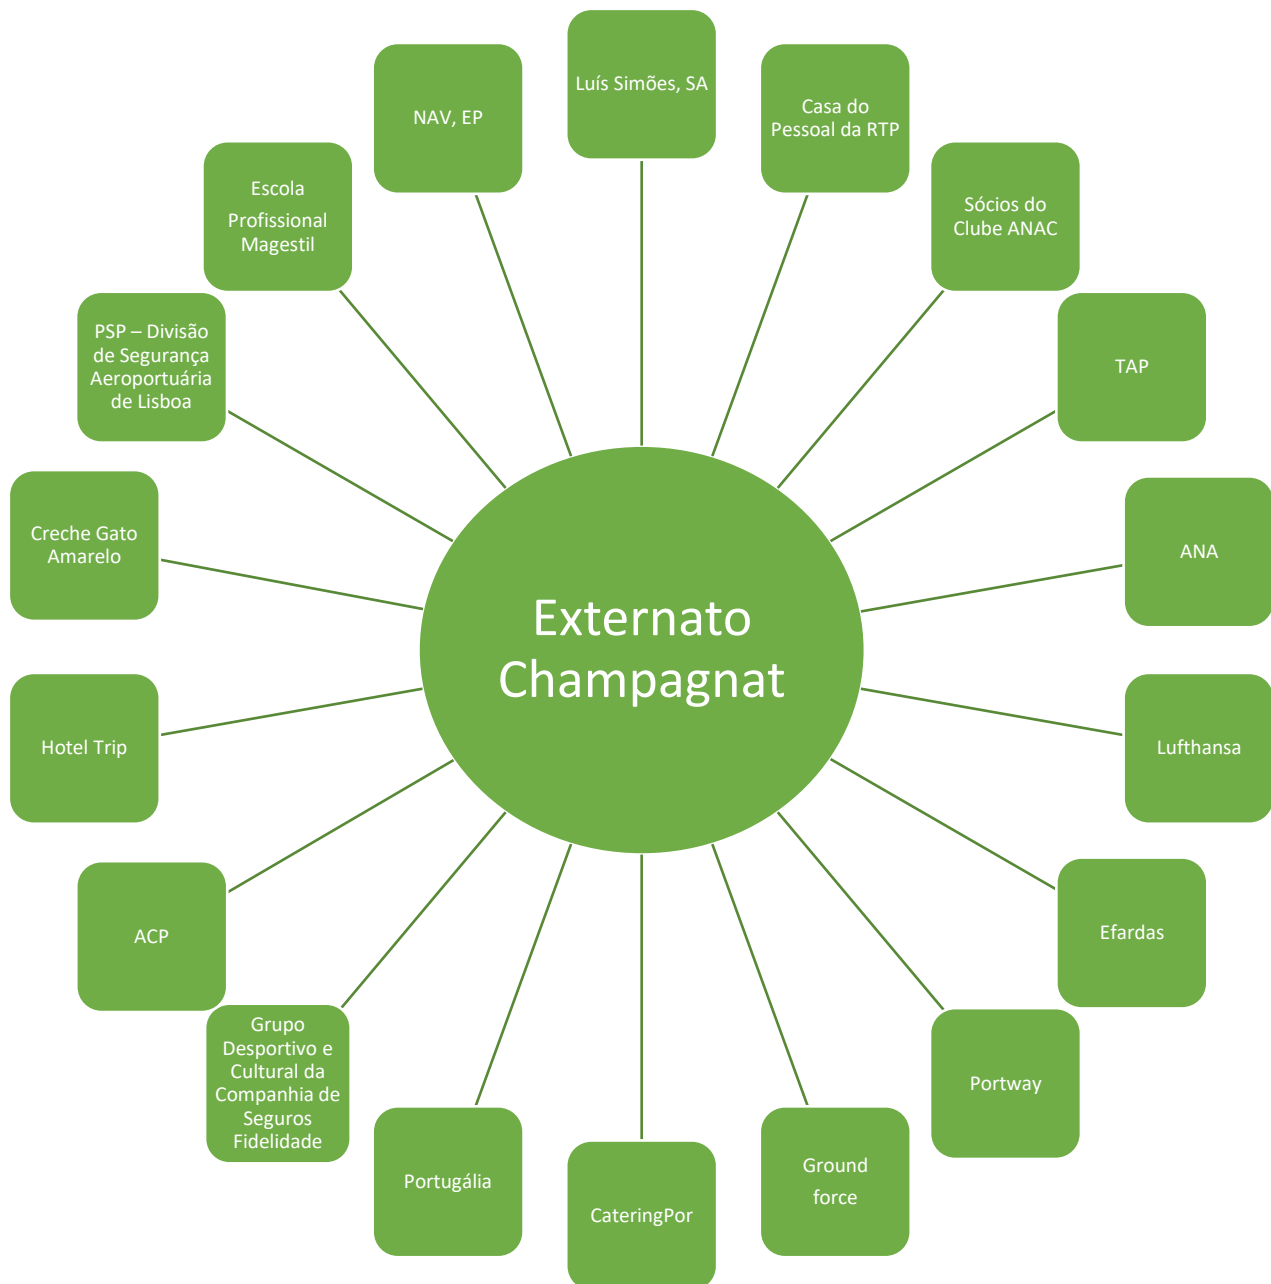 Luís Simões, SA
Casa do
Pessoal da RTP
Sócios do
Clube ANAC
TAP
ANA
Lufthansa
Efardas
Portway
Ground
force
CateringPor
Portugália
Grupo
Desportivo e
Cultural da
Companhia de
Seguros
Fidelidade
ACP
Hotel Trip
Creche Gato
Amarelo
PSP – Divisão
de Segurança
Aeroportuária
de Lisboa
Escola
Profissional
Magestil
NAV, EP
Externato
Champagnat